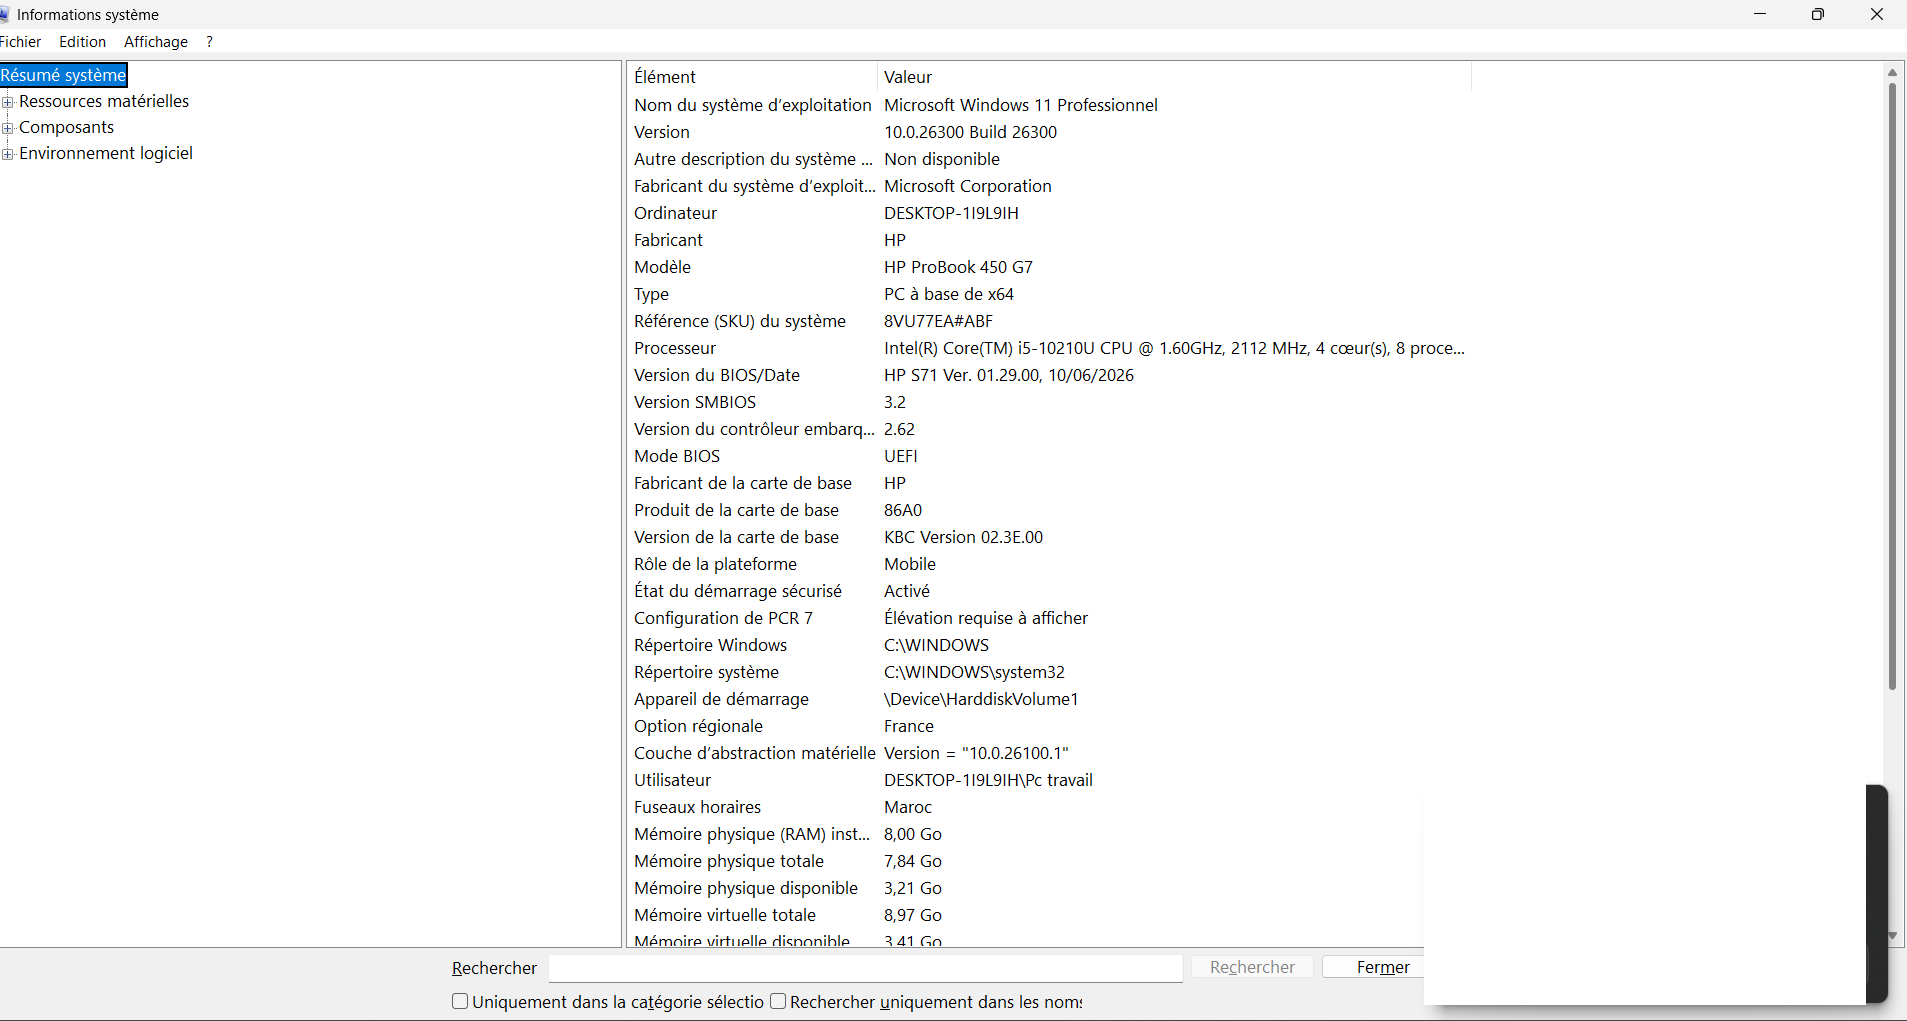 Informations système
Fichier Edition Affichage ?
Résumé système
Ressources matérielles
Composants
Environnement logiciel
Élément Valeur
Nom du système d'exploitation Microsoft Windows 11 Professionnel
Version 10.0.26300 Build 26300
Autre description du système ... Non disponible
Fabricant du système d'exploit... Microsoft Corporation
Ordinateur DESKTOP-1I9L9IH
Fabricant HP
Modèle HP ProBook 450 G7
Type PC à base de x64
Référence (SKU) du système 8VU77EA#ABF
Processeur Intel(R) Core(TM) i5-10210U CPU @ 1.60GHz, 2112 MHz, 4 cœur(s), 8 proce...
Version du BIOS/Date HP S71 Ver. 01.29.00, 10/06/2026
Version SMBIOS 3.2
Version du contrôleur embarq... 2.62
Mode BIOS UEFI
Fabricant de la carte de base HP
Produit de la carte de base 86A0
Version de la carte de base KBC Version 02.3E.00
Rôle de la plateforme Mobile
État du démarrage sécurisé Activé
Configuration de PCR 7 Élévation requise à afficher
Répertoire Windows C:\WINDOWS
Répertoire système C:\WINDOWS\system32
Appareil de démarrage \Device\HarddiskVolume1
Option régionale France
Couche d'abstraction matérielle Version = "10.0.26100.1"
Utilisateur DESKTOP-1I9L9IH\Pc travail
Fuseaux horaires Maroc
Mémoire physique (RAM) inst... 8,00 Go
Mémoire physique totale 7,84 Go
Mémoire physique disponible 3,21 Go
Mémoire virtuelle totale 8,97 Go
Mémoire virtuelle disponible 3,41 Go
Rechercher Rechercher Fermer
Uniquement dans la catégorie sélectio Rechercher uniquement dans les noms